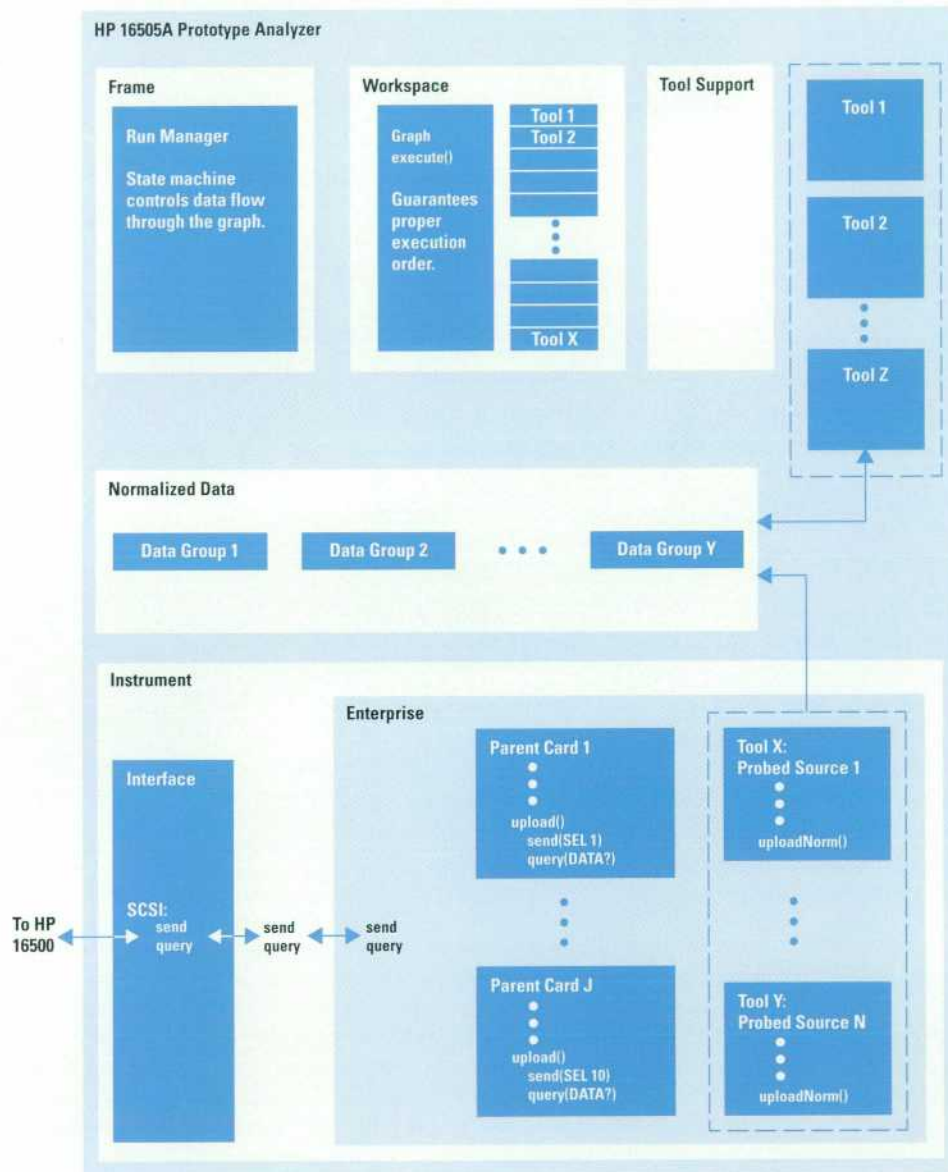 HP 16505A Prototype Analyzer
Frame
Run Manager
State machine
controls data flow
through the graph.
Workspace
Graph
execute()
Guarantees
proper
execution
order.
Tool 1
Tool 2
Tool X
Tool Support
Tool 1
Tool 2
Tool Z
Normalized Data
Data Group 1
Data Group 2
Data Group Y
Instrument
Enterprise
Interface
SCSI:
send
query
To HP
16500
send
query
send
query
Parent Card 1
upload()
send(SEL 1)
query(DATA?)
Parent Card J
upload()
send(SEL 10)
query(DATA?)
Tool X:
Probed Source 1
uploadNorm()
Tool Y:
Probed Source N
uploadNorm()